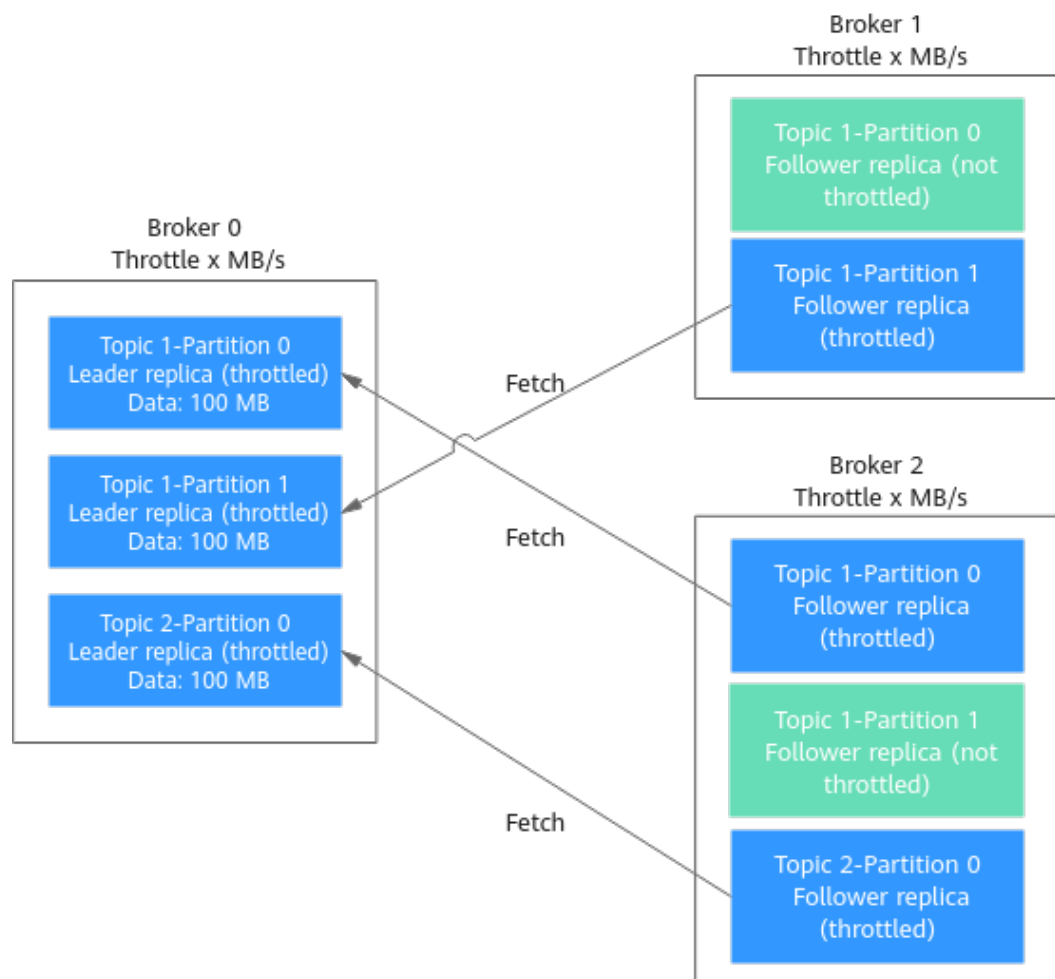 Broker 1
Throttle x MB/s
Topic 1-Partition 0
Follower replica (not
throttled)
Topic 1-Partition 1
Follower replica
(throttled)
Broker 0
Throttle x MB/s
Topic 1-Partition 0
Leader replica (throttled)
Data: 100 MB
Topic 1-Partition 1
Leader replica (throttled)
Data: 100 MB
Topic 2-Partition 0
Leader replica (throttled)
Data: 100 MB
Fetch
Fetch
Fetch
Broker 2
Throttle x MB/s
Topic 1-Partition 0
Follower replica
(throttled)
Topic 1-Partition 1
Follower replica (not
throttled)
Topic 2-Partition 0
Follower replica
(throttled)